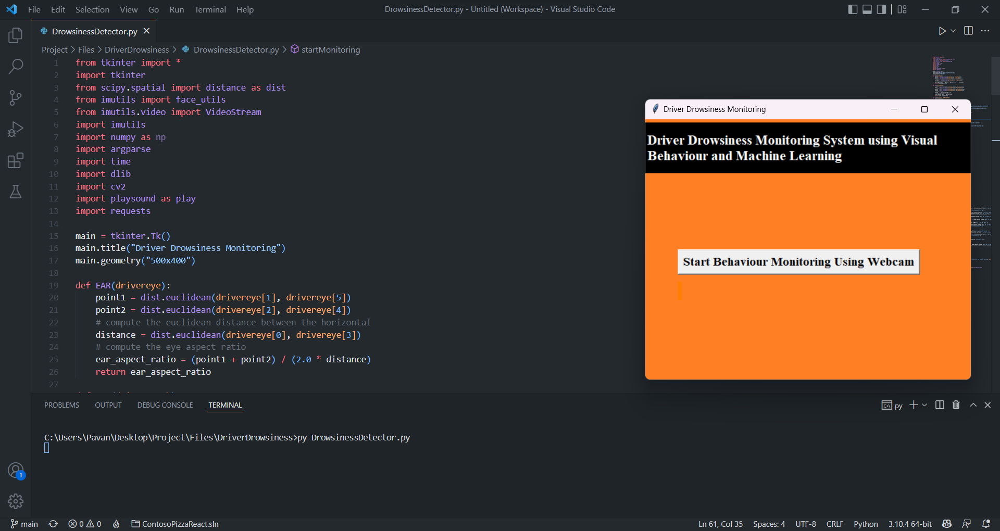 File Edit Selection View Go Run Terminal Help
DrowsinessDetector.py - Untitled (Workspace) - Visual Studio Code
DrowsinessDetector.py
Project > Files > DriverDrowsiness > DrowsinessDetector.py > startMonitoring
1 from tkinter import *
2 import tkinter
3 from scipy.spatial import distance as dist
4 from imutils import face_utils
5 from imutils.video import VideoStream
6 import imutils
7 import numpy as np
8 import argparse
9 import time
10 import dlib
11 import cv2
12 import playsound as play
13 import requests
14
15 main = tkinter.Tk()
16 main.title("Driver Drowsiness Monitoring")
17 main.geometry("500x400")
18
19 def EAR(drivereye):
20 point1 = dist.euclidean(drivereye[1], drivereye[5])
21 point2 = dist.euclidean(drivereye[2], drivereye[4])
22 # compute the euclidean distance between the horizontal
23 distance = dist.euclidean(drivereye[0], drivereye[3])
24 # compute the eye aspect ratio
25 ear_aspect_ratio = (point1 + point2) / (2.0 * distance)
26 return ear_aspect_ratio
27
Driver Drowsiness Monitoring
Driver Drowsiness Monitoring System using Visual
Behaviour and Machine Learning
Start Behaviour Monitoring Using Webcam
PROBLEMS OUTPUT DEBUG CONSOLE TERMINAL
py
C:\Users\Pavan\Desktop\Project\Files\DriverDrowsiness>py DrowsinessDetector.py
1
main 0 0 ContosoPizzaReact.sln
Ln 61, Col 35 Spaces: 4 UTF-8 CRLF Python 3.10.4 64-bit